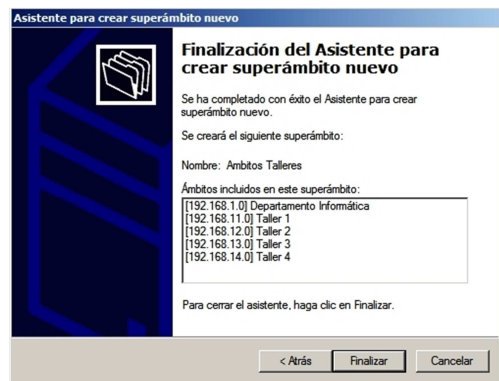 Asistente para crear superámbito nuevo
Finalización del Asistente para
crear superámbito nuevo
Se ha completado con éxito el Asistente para crear
superámbito nuevo.
Se creará el siguiente superámbito:
Nombre: Ambitos Talleres
Ámbitos incluidos en este superámbito:
[192.168.1.0] Departamento Informática
[192.168.11.0] Taller 1
[192.168.12.0] Taller 2
[192.168.13.0] Taller 3
[192.168.14.0] Taller 4
Para cerrar el asistente, haga clic en Finalizar.
< Atrás Finalizar Cancelar